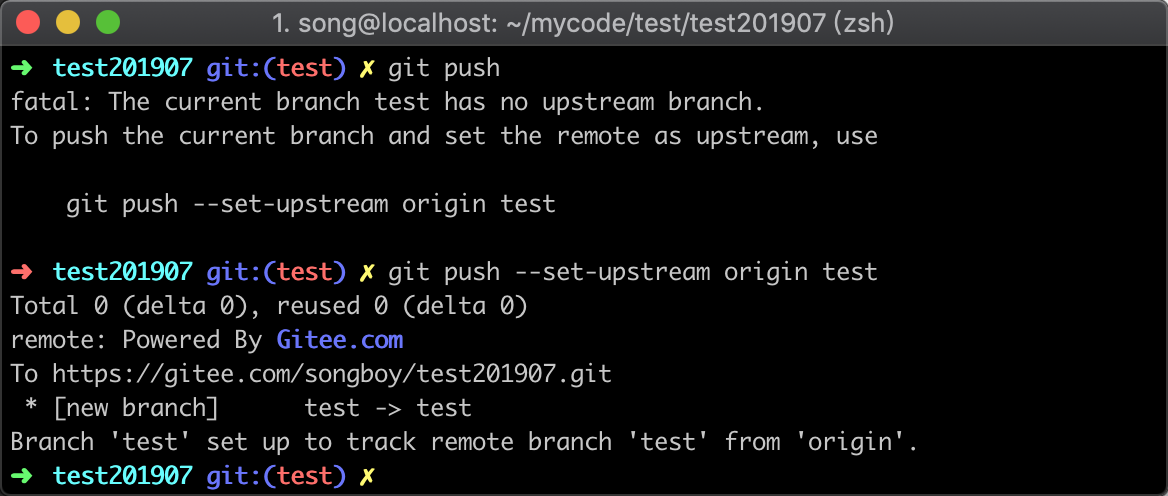 1. song@localhost: ~/mycode/test/test201907 (zsh)
➜ test201907 git:(test) ✗ git push
fatal: The current branch test has no upstream branch.
To push the current branch and set the remote as upstream, use
git push --set-upstream origin test
➜ test201907 git:(test) ✗ git push --set-upstream origin test
Total 0 (delta 0), reused 0 (delta 0)
remote: Powered By Gitee.com
To https://gitee.com/songboy/test201907.git
* [new branch]      test -> test
Branch 'test' set up to track remote branch 'test' from 'origin'.
➜ test201907 git:(test) ✗